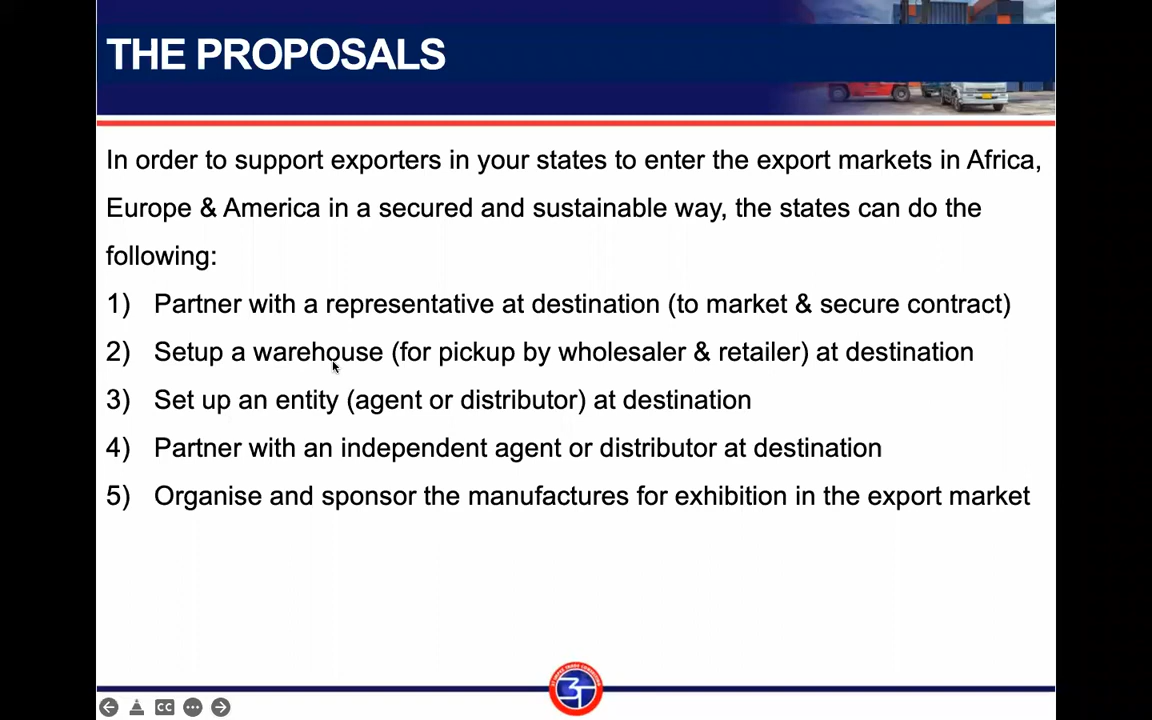 THE PROPOSALS
In order to support exporters in your states to enter the export markets in Africa,
Europe & America in a secured and sustainable way, the states can do the
following:
1) Partner with a representative at destination (to market & secure contract)
2) Setup a warehouse (for pickup by wholesaler & retailer) at destination
3) Set up an entity (agent or distributor) at destination
4) Partner with an independent agent or distributor at destination
5) Organise and sponsor the manufactures for exhibition in the export market
3T
CC